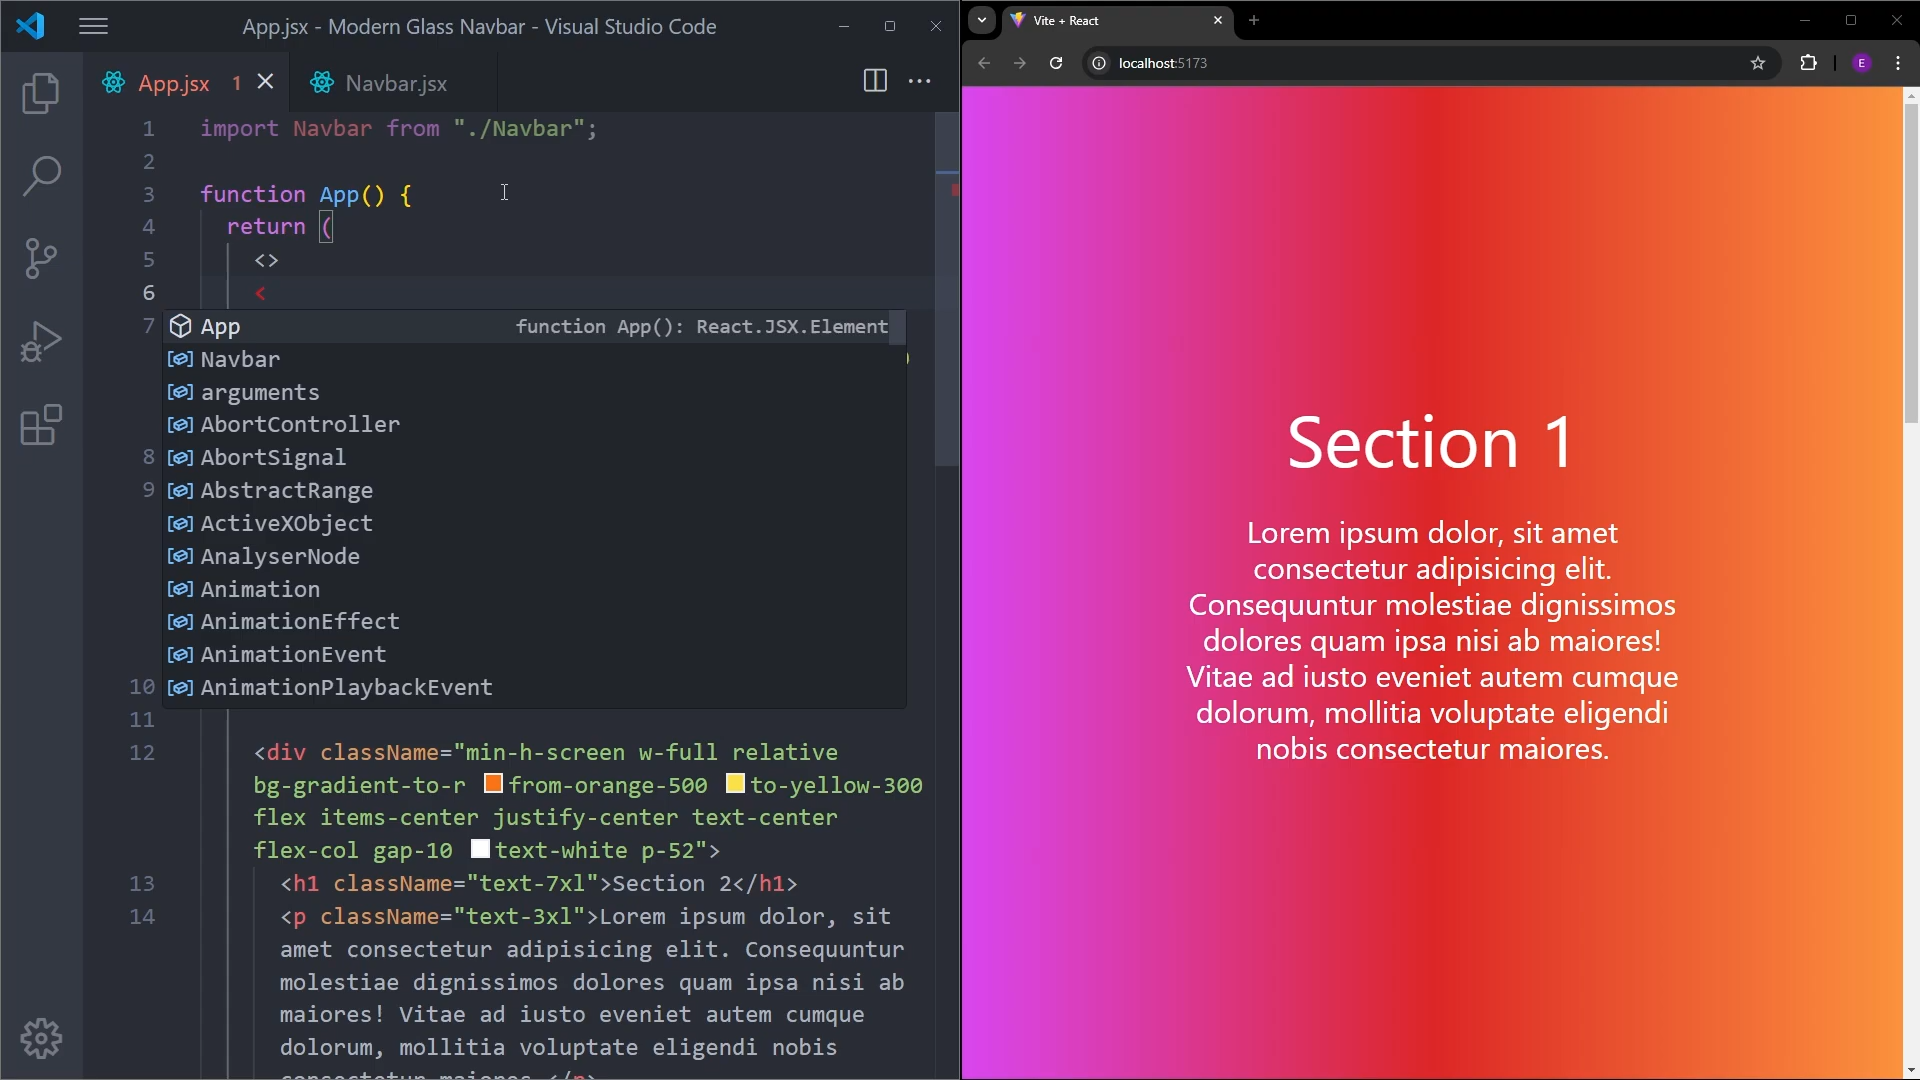 App.jsx - Modern Glass Navbar - Visual Studio Code
App.jsx 1
Navbar.jsx
1 import Navbar from "./Navbar";
2
3 function App() {
4 return (
5 <>
6 <
7
App function App(): React.JSX.Element
Navbar
arguments
AbortController
8 AbortSignal
9 AbstractRange
ActiveXObject
AnalyserNode
Animation
AnimationEffect
AnimationEvent
10 AnimationPlaybackEvent
11
12 <div className="min-h-screen w-full relative
bg-gradient-to-r from-orange-500 to-yellow-300
flex items-center justify-center text-center
flex-col gap-10 text-white p-52">
13 <h1 className="text-7xl">Section 2</h1>
14 <p className="text-3xl">Lorem ipsum dolor, sit
amet consectetur adipisicing elit. Consequuntur
molestiae dignissimos dolores quam ipsa nisi ab
maiores! Vitae ad iusto eveniet autem cumque
dolorum, mollitia voluptate eligendi nobis
consectetur maiores.</p>
Vite + React
localhost:5173
E
Section 1
Lorem ipsum dolor, sit amet
consectetur adipisicing elit.
Consequuntur molestiae dignissimos
dolores quam ipsa nisi ab maiores!
Vitae ad iusto eveniet autem cumque
dolorum, mollitia voluptate eligendi
nobis consectetur maiores.